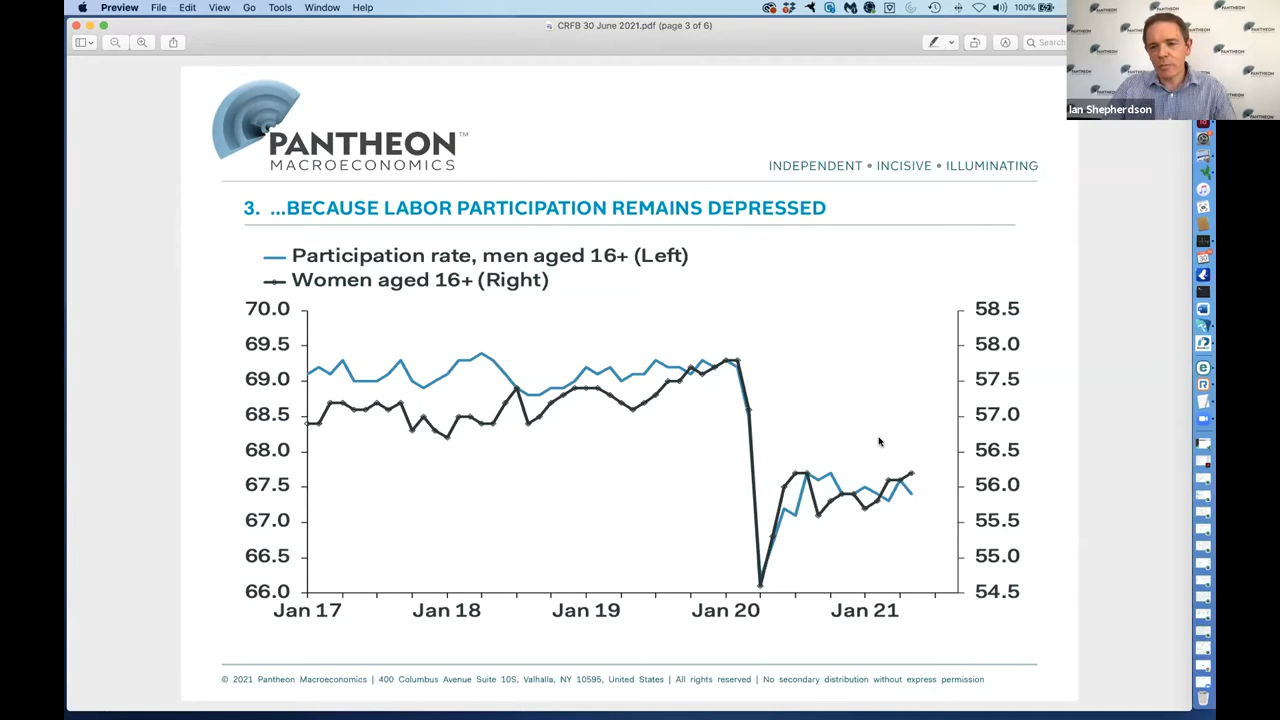 Preview File Edit View Go Tools Window Help
100%
CRFB 30 June 2021.pdf (page 3 of 6)
Search
Ian Shepherdson
PANTHEON™
MACROECONOMICS
INDEPENDENT • INCISIVE • ILLUMINATING
3. ...BECAUSE LABOR PARTICIPATION REMAINS DEPRESSED
Participation rate, men aged 16+ (Left)
Women aged 16+ (Right)
70.0 58.5
69.5 58.0
69.0 57.5
68.5 57.0
68.0 56.5
67.5 56.0
67.0 55.5
66.5 55.0
66.0 54.5
Jan 17 Jan 18 Jan 19 Jan 20 Jan 21
© 2021 Pantheon Macroeconomics | 400 Columbus Avenue Suite 10S, Valhalla, NY 10595, United States | All rights reserved | No secondary distribution without express permission